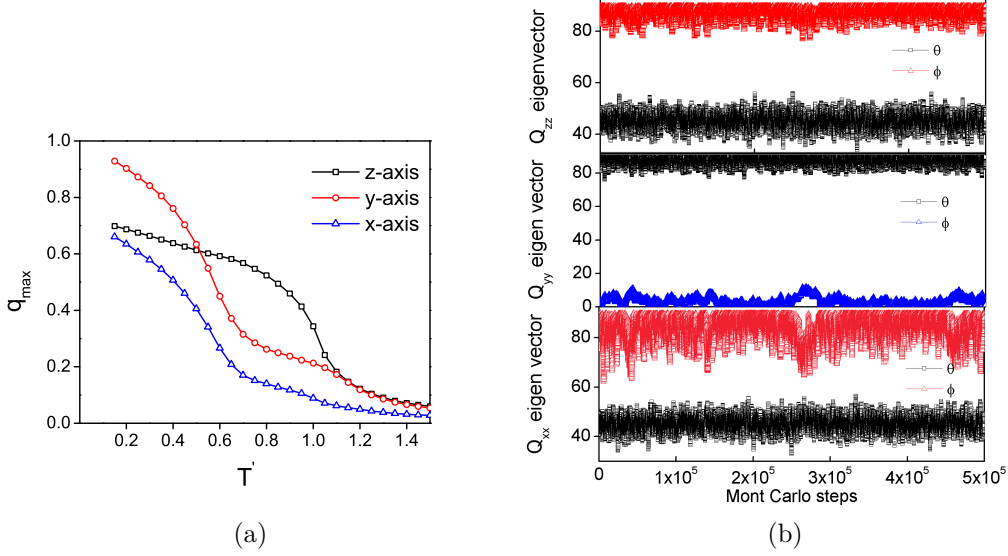 1.0
0.8
0.6
0.4
0.2
0.0
q_max
0.2 0.4 0.6 0.8 1.0 1.2 1.4
T'
z-axis
y-axis
x-axis
(a)
80
60
40
Q_zz eigenvector
θ
ϕ
80
60
40
20
0
Q_yy eigen vector
θ
ϕ
80
60
40
Q_xx eigen vector
θ
ϕ
0 1x10^5 2x10^5 3x10^5 4x10^5 5x10^5
Mont Carlo steps
(b)